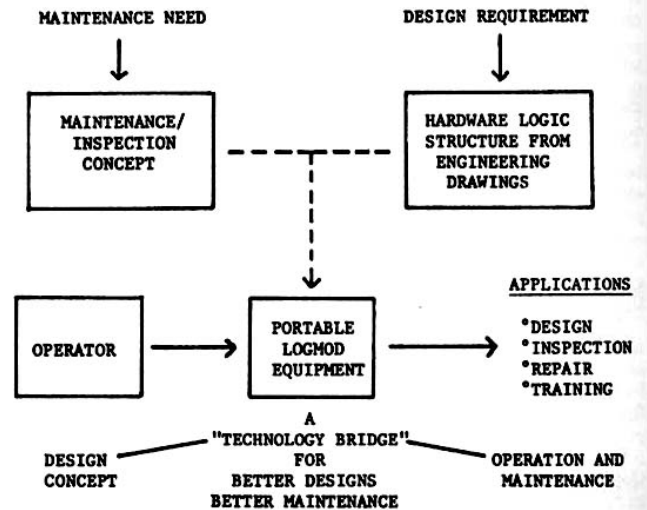 MAINTENANCE NEED
DESIGN REQUIREMENT
MAINTENANCE/
INSPECTION
CONCEPT
HARDWARE LOGIC
STRUCTURE FROM
ENGINEERING
DRAWINGS
OPERATOR
PORTABLE
LOGMOD
EQUIPMENT
APPLICATIONS
°DESIGN
°INSPECTION
°REPAIR
°TRAINING
A
"TECHNOLOGY BRIDGE"
FOR
BETTER DESIGNS
BETTER MAINTENANCE
DESIGN
CONCEPT
OPERATION AND
MAINTENANCE